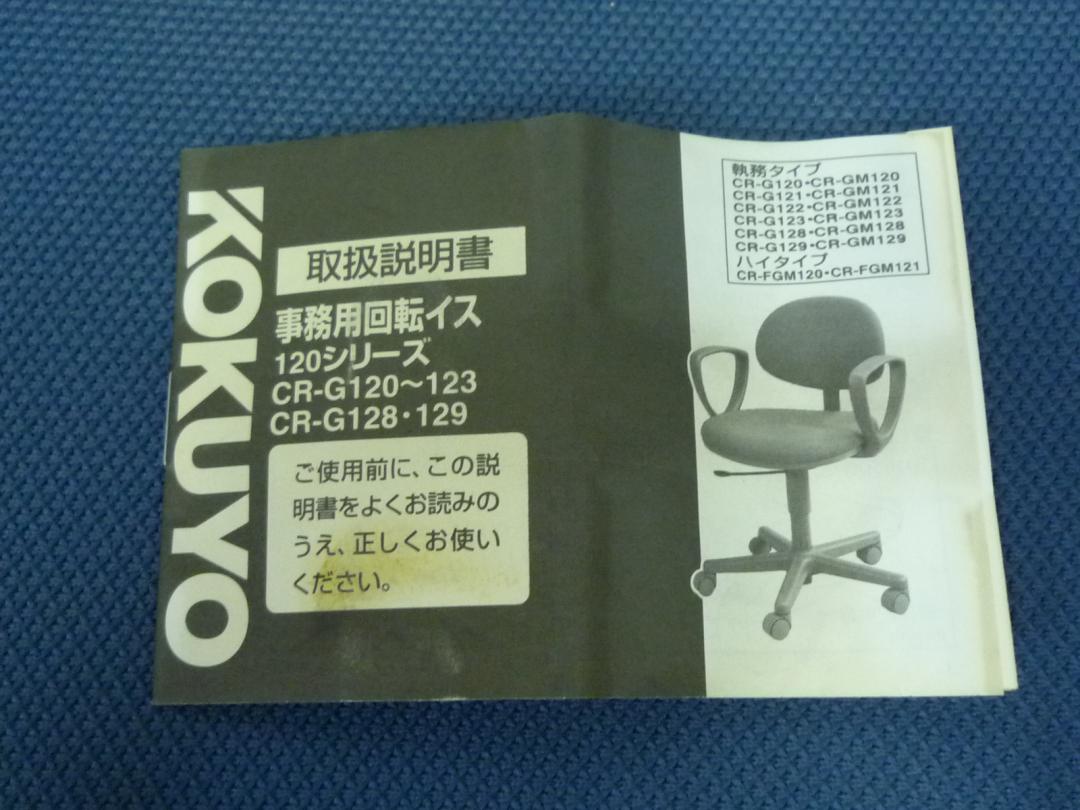 KOKUYO
取扱説明書
事務用回転イス
120シリーズ
CR-G120〜123
CR-G128・129
ご使用前に、この説
明書をよくお読みの
うえ、正しくお使い
ください。
執務タイプ
CR-G120・CR-GM120
CR-G121・CR-GM121
CR-G122・CR-GM122
CR-G123・CR-GM123
CR-G128・CR-GM128
CR-G129・CR-GM129
ハイタイプ
CR-FGM120・CR-FGM121